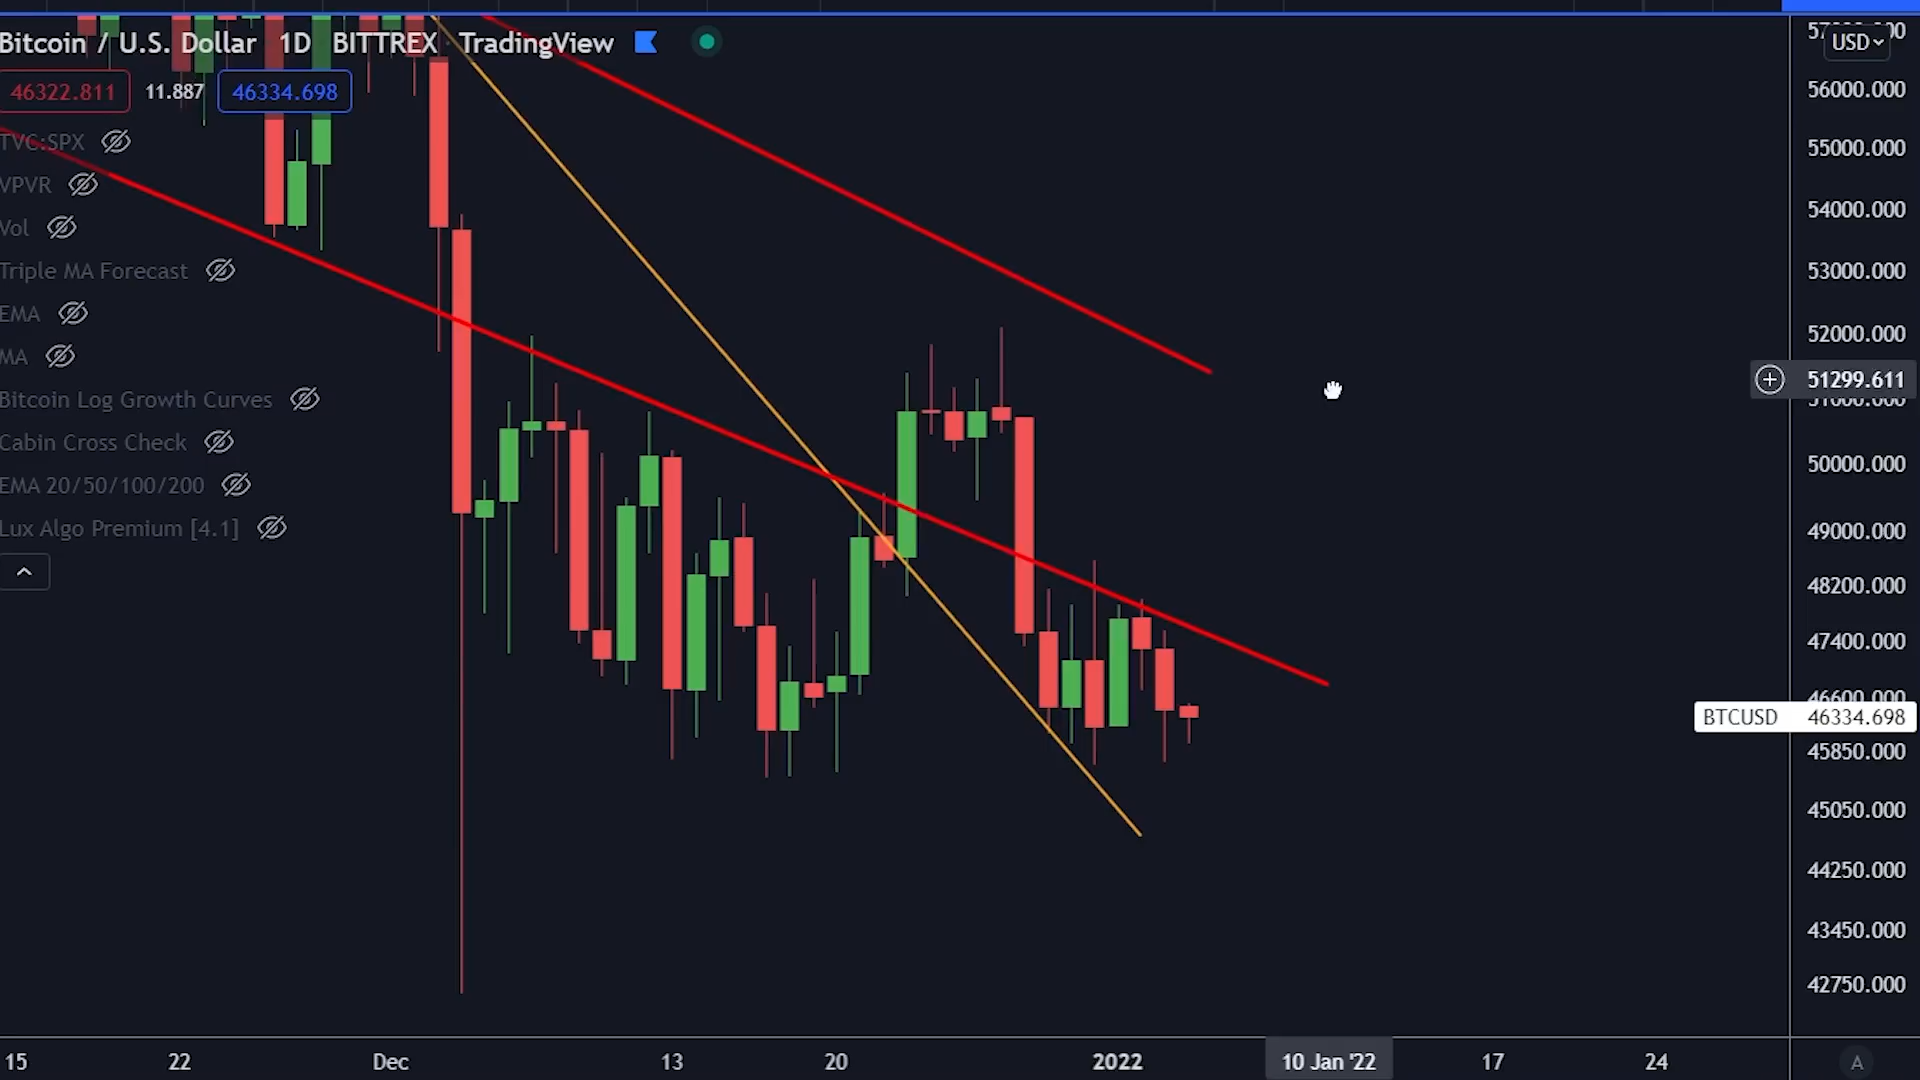 Bitcoin / U.S. Dollar 1D BITTREX TradingView
46322.811 11.887 46334.698
TVC:SPX
VPVR
Vol
Triple MA Forecast
EMA
MA
Bitcoin Log Growth Curves
Cabin Cross Check
EMA 20/50/100/200
Lux Algo Premium [4.1]
USD
56000.000
55000.000
54000.000
53000.000
52000.000
51299.611
51000.000
50000.000
49000.000
48200.000
47400.000
46600.000
BTCUSD 46334.698
45850.000
45050.000
44250.000
43450.000
42750.000
15 22 Dec 13 20 2022 10 Jan '22 17 24 A